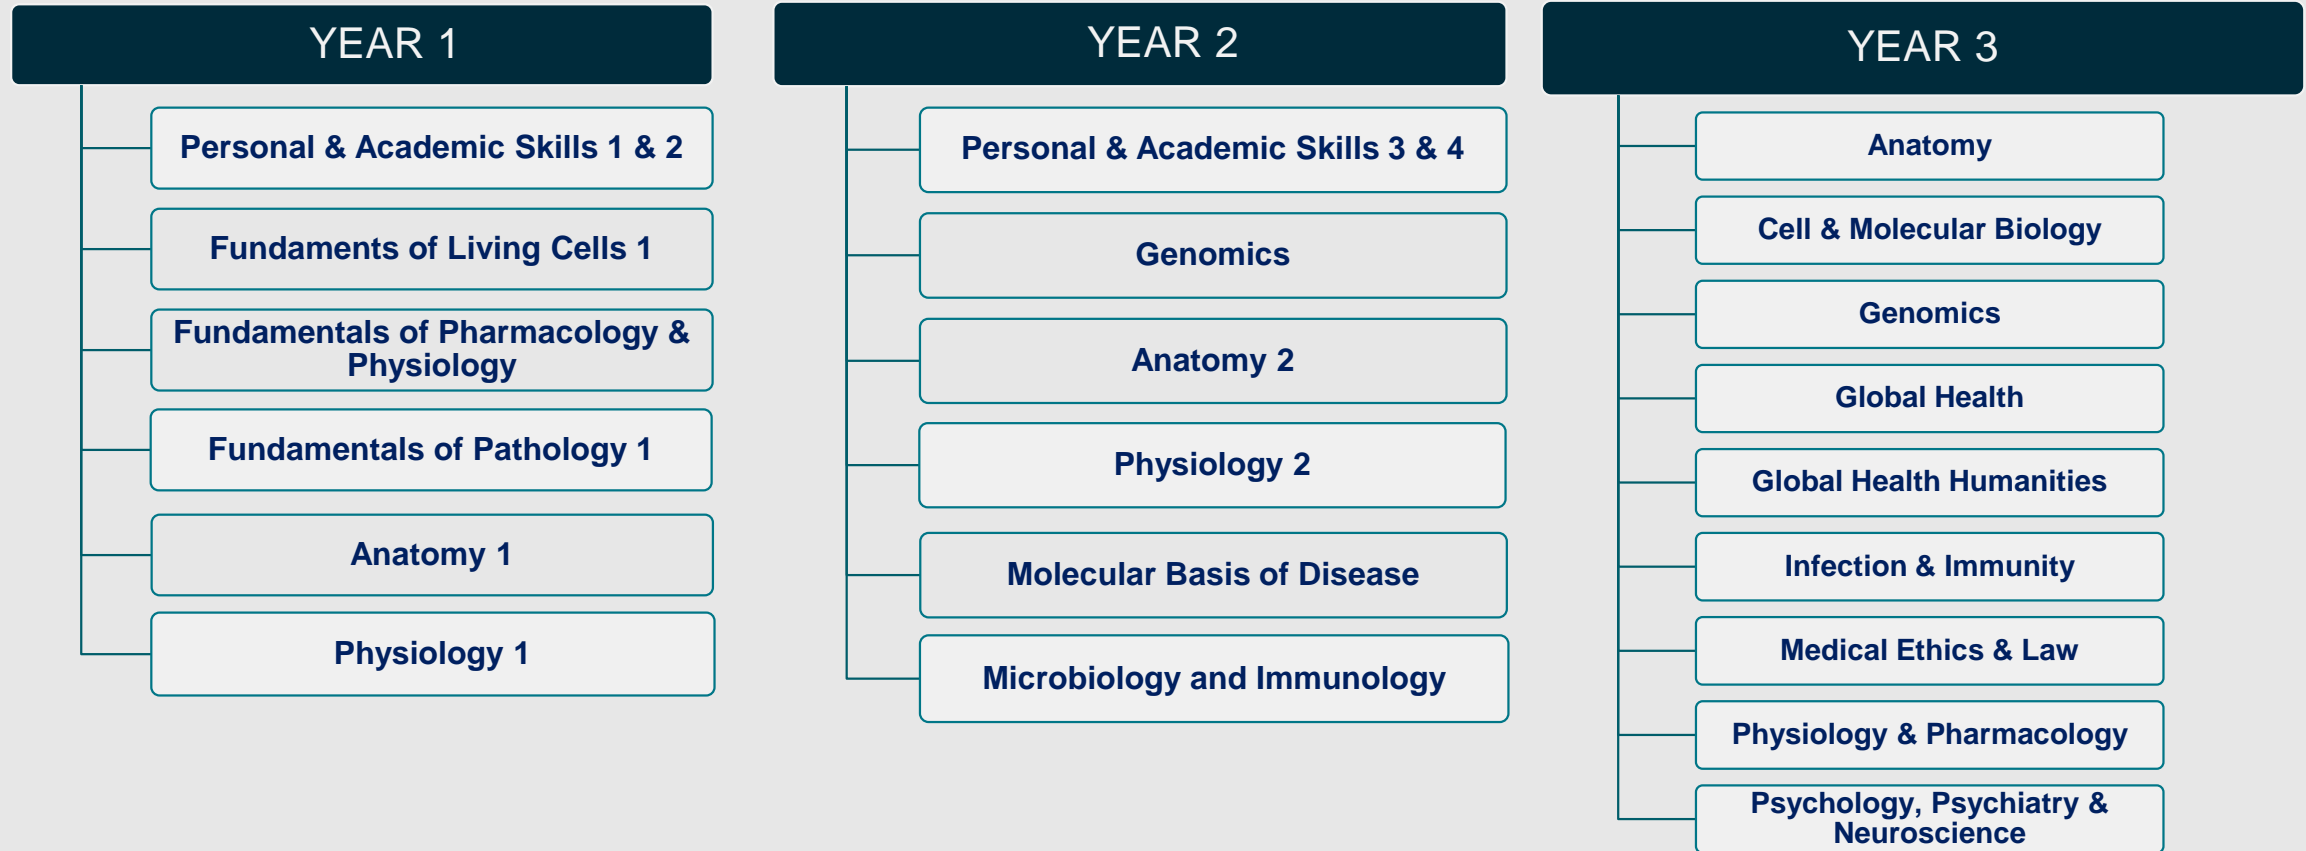 YEAR 1
Personal & Academic Skills 1 & 2
Fundaments of Living Cells 1
Fundamentals of Pharmacology &
Physiology
Fundamentals of Pathology 1
Anatomy 1
Physiology 1
YEAR 2
Personal & Academic Skills 3 & 4
Genomics
Anatomy 2
Physiology 2
Molecular Basis of Disease
Microbiology and Immunology
YEAR 3
Anatomy
Cell & Molecular Biology
Genomics
Global Health
Global Health Humanities
Infection & Immunity
Medical Ethics & Law
Physiology & Pharmacology
Psychology, Psychiatry &
Neuroscience